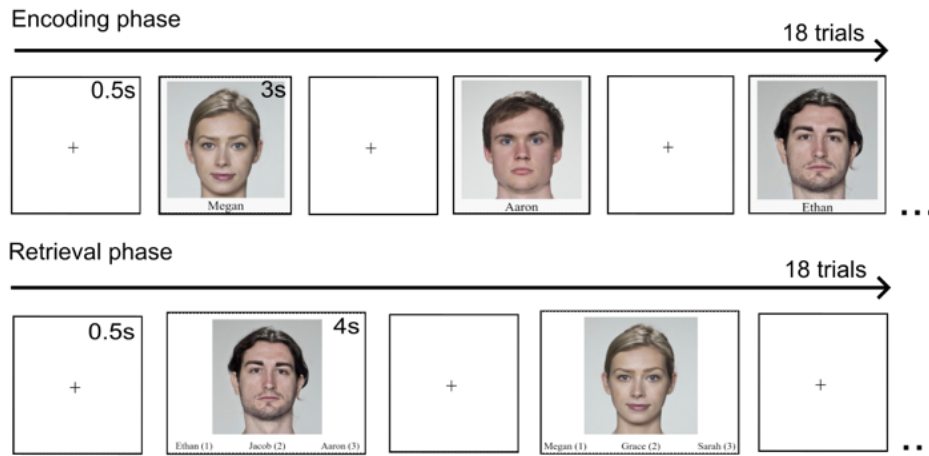 Encoding phase
18 trials
0.5s
3s
Megan
Aaron
Ethan
...
Retrieval phase
18 trials
0.5s
4s
Ethan (1) Jacob (2) Aaron (3)
Megan (1) Grace (2) Sarah (3)
..